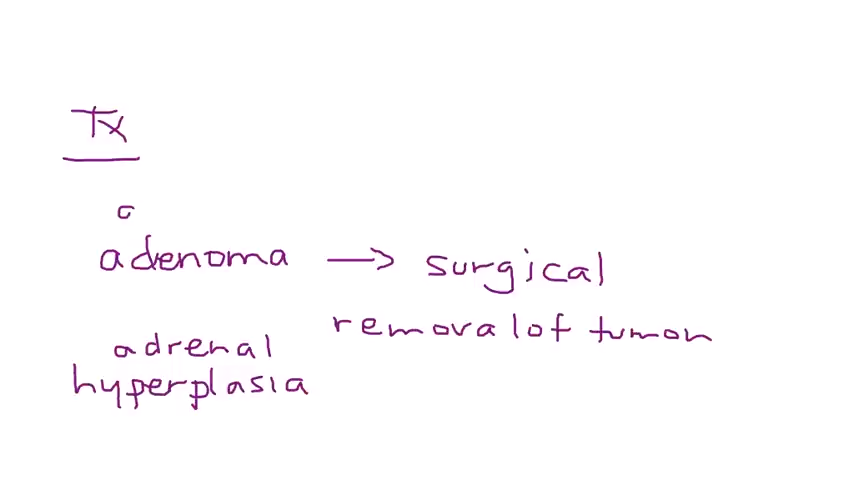 Tx
adenoma → surgical
removal of tumor
adrenal
hyperplasia